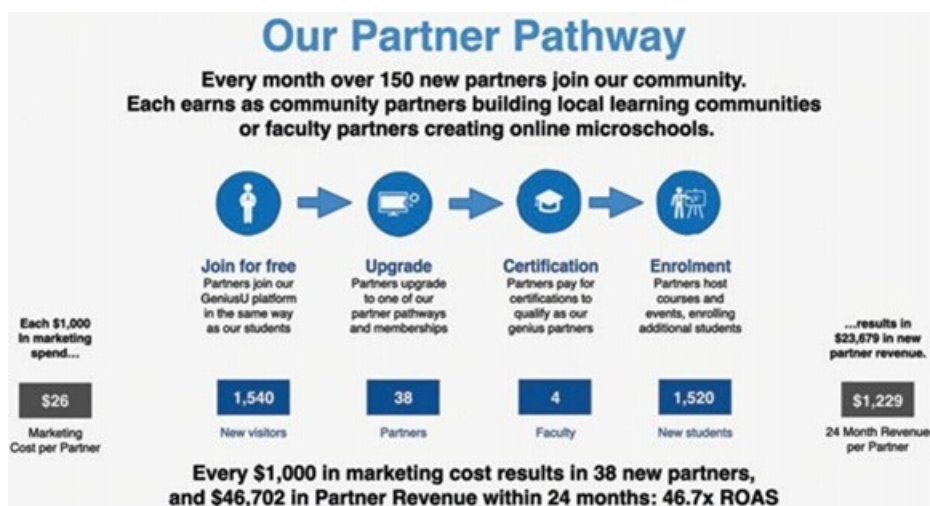 Our Partner Pathway
Every month over 150 new partners join our community.
Each earns as community partners building local learning communities
or faculty partners creating online microschools.
Join for free
Partners join our
GeniusU platform
in the same way
as our students
Upgrade
Partners upgrade
to one of our
partner pathways
and memberships
Certification
Partners pay for
certifications to
qualify as our
genius partners
Enrolment
Partners host
courses and
events, enrolling
additional students
Each $1,000
In marketing
spend...
$26
Marketing
Cost per Partner
1,540
New visitors
38
Partners
4
Faculty
1,520
New students
...results in
$23,679 in new
partner revenue.
$1,229
24 Month Revenue
per Partner
Every $1,000 in marketing cost results in 38 new partners,
and $46,702 in Partner Revenue within 24 months: 46.7x ROAS